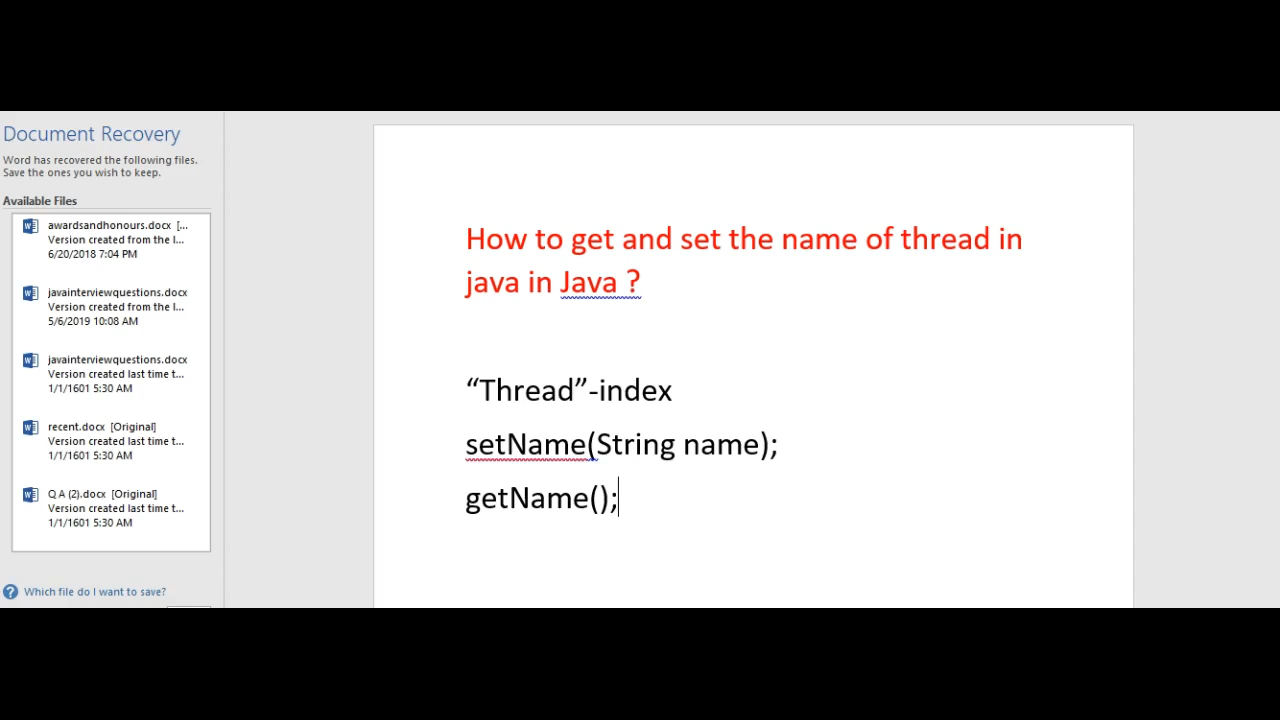 Document Recovery
Word has recovered the following files.
Save the ones you wish to keep.
Available Files
awardsandhonours.docx [...
Version created from the l...
6/20/2018 7:04 PM
javainterviewquestions.docx
Version created from the l...
5/6/2019 10:08 AM
javainterviewquestions.docx
Version created last time t...
1/1/1601 5:30 AM
recent.docx [Original]
Version created last time t...
1/1/1601 5:30 AM
Q A (2).docx [Original]
Version created last time t...
1/1/1601 5:30 AM
? Which file do I want to save?
How to get and set the name of thread in
java in Java ?
“Thread”-index
setName(String name);
getName();